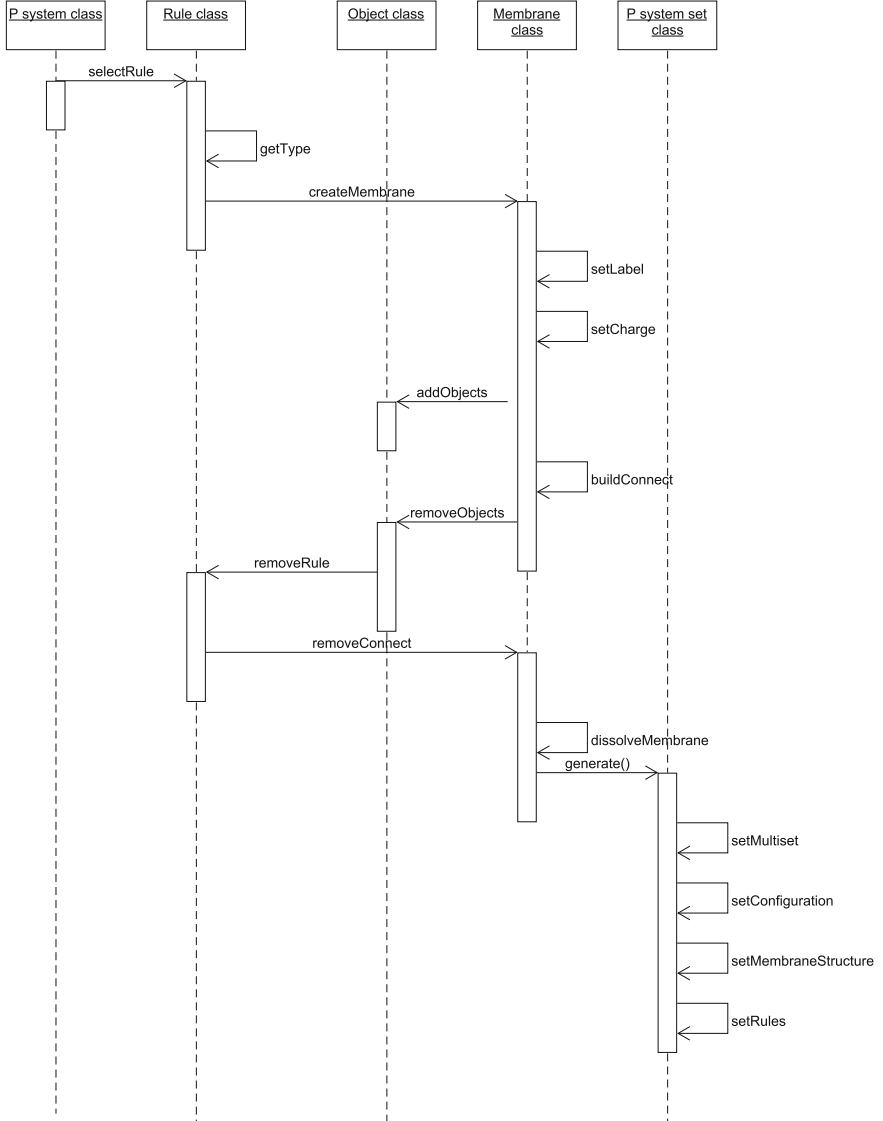 P system class
Rule class
Object class
Membrane
class
P system set
class
selectRule
getType
createMembrane
setLabel
setCharge
addObjects
buildConnect
removeObjects
removeRule
removeConnect
dissolveMembrane
generate()
setMultiset
setConfiguration
setMembraneStructure
setRules